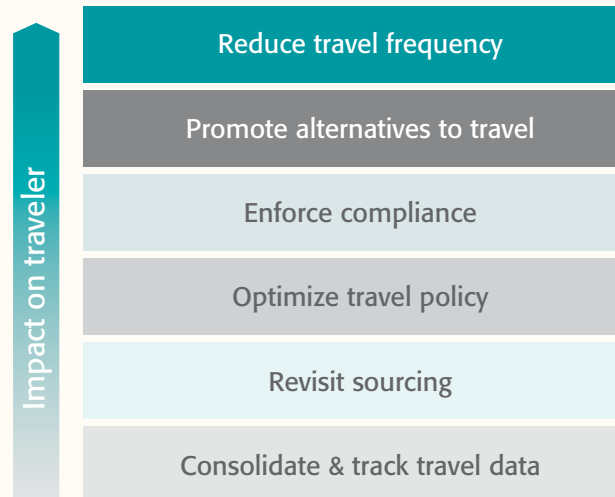 Impact on traveler
Reduce travel frequency
Promote alternatives to travel
Enforce compliance
Optimize travel policy
Revisit sourcing
Consolidate & track travel data